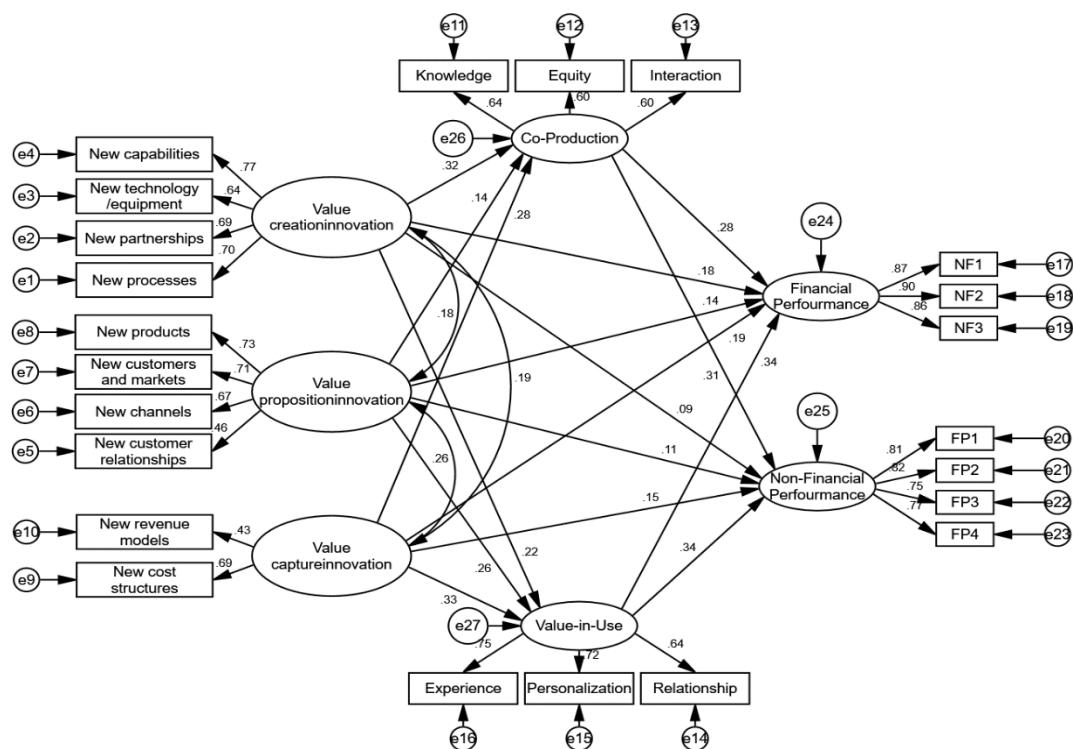 e11
e12
e13
Knowledge
Equity
Interaction
.64
.60
.60
e26
Co-Production
e4
New capabilities
.77
e3
New technology
/equipment
.64
e2
New partnerships
.69
e1
New processes
.70
Value
creationinnovation
.32
.14
.28
.28
.18
e24
Financial
Perfourmance
.87
NF1
e17
.90
NF2
e18
.86
NF3
e19
e8
New products
.73
e7
New customers
and markets
.71
e6
New channels
.67
e5
New customer
relationships
.46
Value
propositioninnovation
.18
.19
.14
.19
.34
.31
.09
.11
.26
e25
Non-Financial
Perfourmance
.81
FP1
e20
.82
FP2
e21
.75
FP3
e22
.77
FP4
e23
e10
New revenue
models
.43
e9
New cost
structures
.69
Value
captureinnovation
.15
.22
.26
.33
.34
e27
Value-in-Use
.75
.72
.64
Experience
Personalization
Relationship
e16
e15
e14